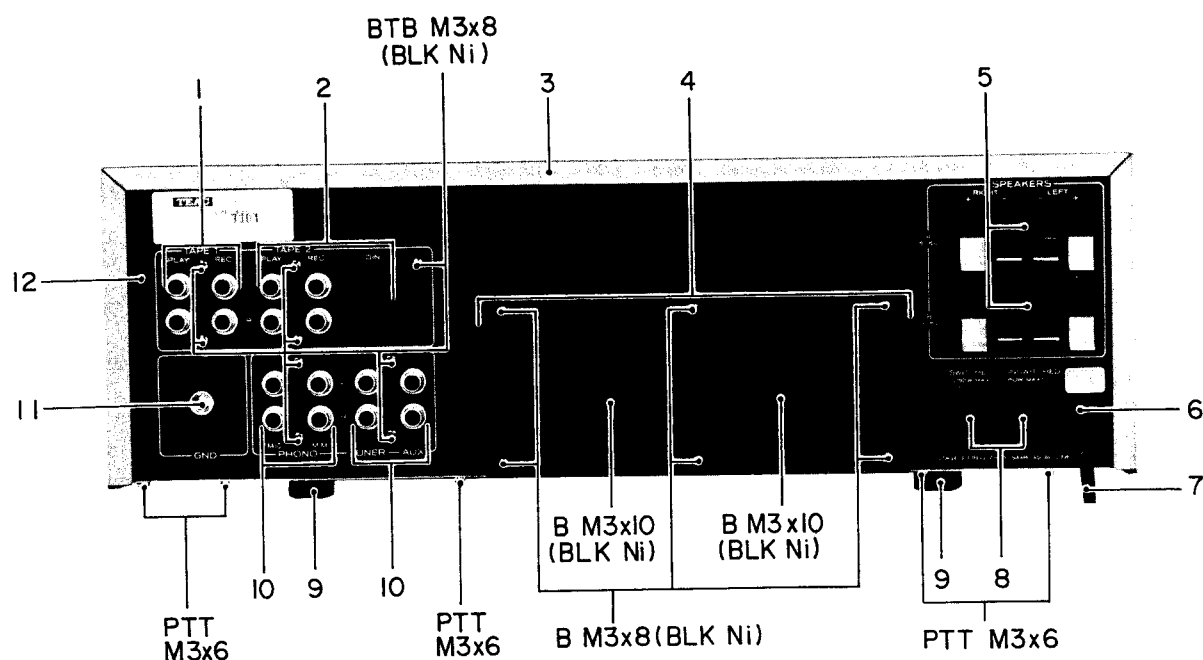 BTB M3x8
(BLK Ni)
1
2
3
4
5
SPEAKERS
RIGHT
LEFT
+ − − +
TEAC
TAPE 1
TAPE 2
PLAY
REC
PLAY
REC
DIN
12
11
6
7
GND
PHONO
TUNER
AUX
10
9
10
B M3x10
(BLK Ni)
B M3x10
(BLK Ni)
9
8
PTT
M3x6
PTT
M3x6
B M3x8(BLK Ni)
PTT M3x6